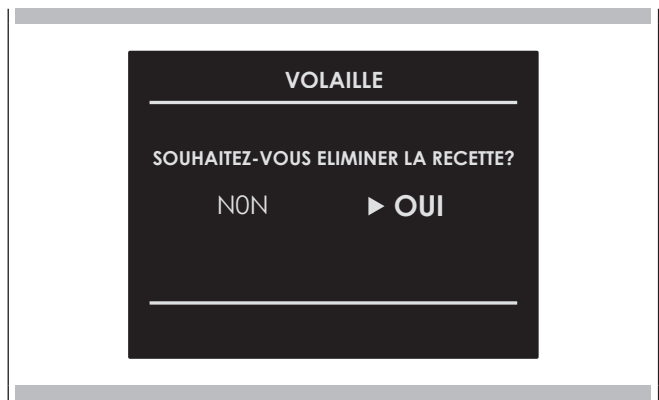 VOLAILLE
SOUHAITEZ-VOUS ELIMINER LA RECETTE?
N0N ▶ OUI